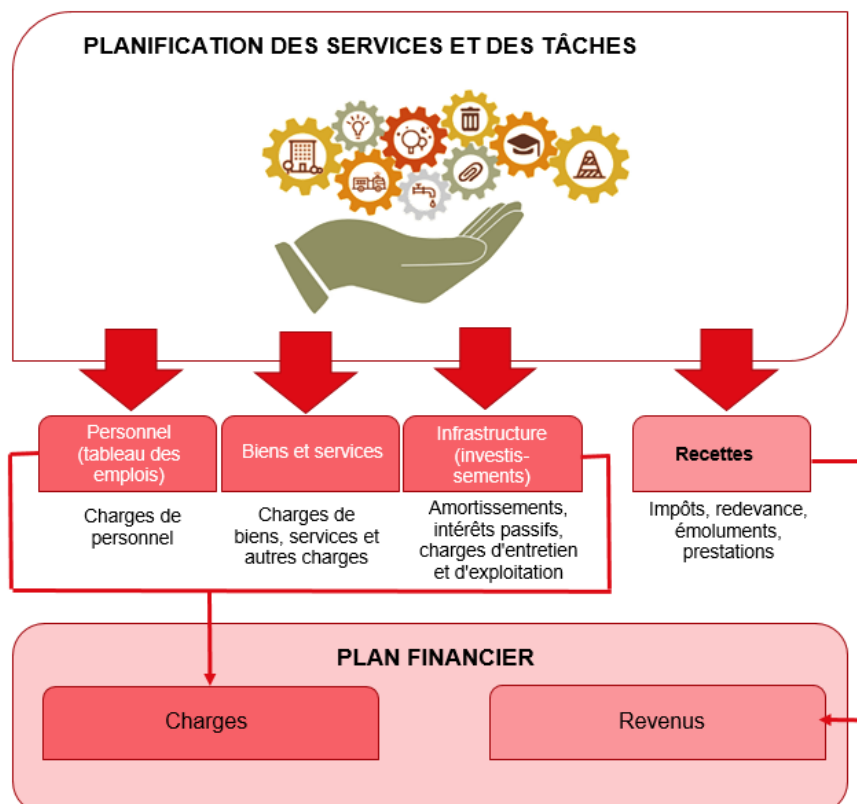 PLANIFICATION DES SERVICES ET DES TÂCHES
Personnel
(tableau des
emplois)
Charges de
personnel
Biens et services
Charges de
biens, services et
autres charges
Infrastructure
(investis-
sements)
Amortissements,
intérêts passifs,
charges d'entretien
et d'exploitation
Recettes
Impôts, redevance,
émoluments,
prestations
PLAN FINANCIER
Charges
Revenus